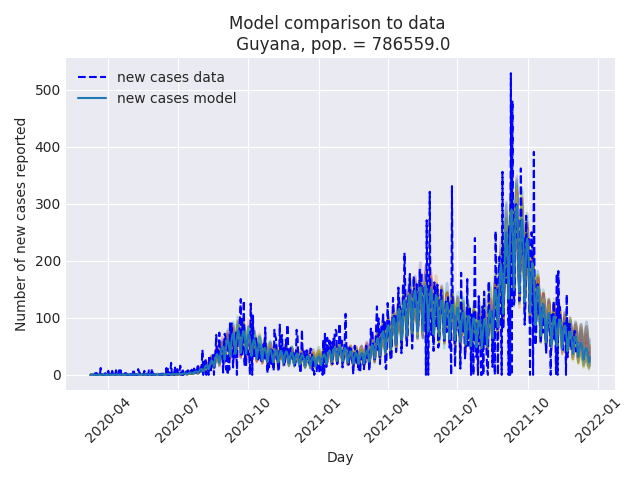 Model comparison to data
Guyana, pop. = 786559.0
new cases data
new cases model
Number of new cases reported
500
400
300
200
100
0
2020-04
2020-07
2020-10
2021-01
2021-04
2021-07
2021-10
2022-01
Day